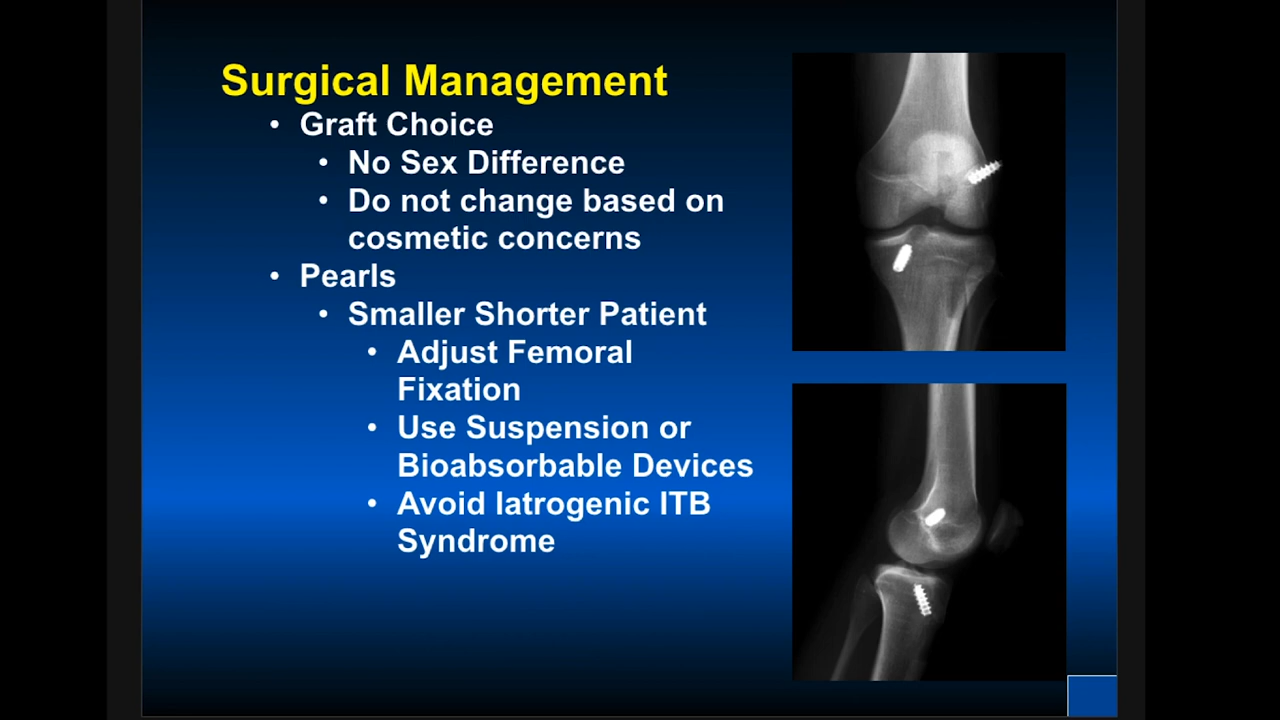 Surgical Management
• Graft Choice
• No Sex Difference
• Do not change based on
cosmetic concerns
• Pearls
• Smaller Shorter Patient
• Adjust Femoral
Fixation
• Use Suspension or
Bioabsorbable Devices
• Avoid Iatrogenic ITB
Syndrome